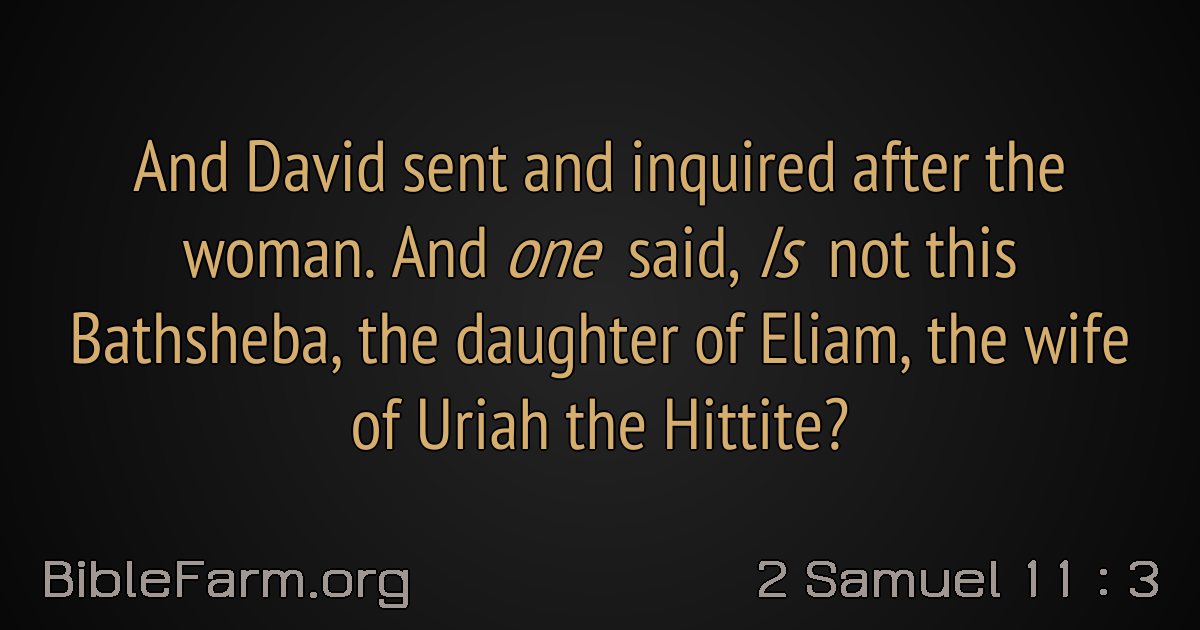 And David sent and inquired after the
woman. And one said, Is not this
Bathsheba, the daughter of Eliam, the wife
of Uriah the Hittite?
BibleFarm.org
2 Samuel 11 : 3